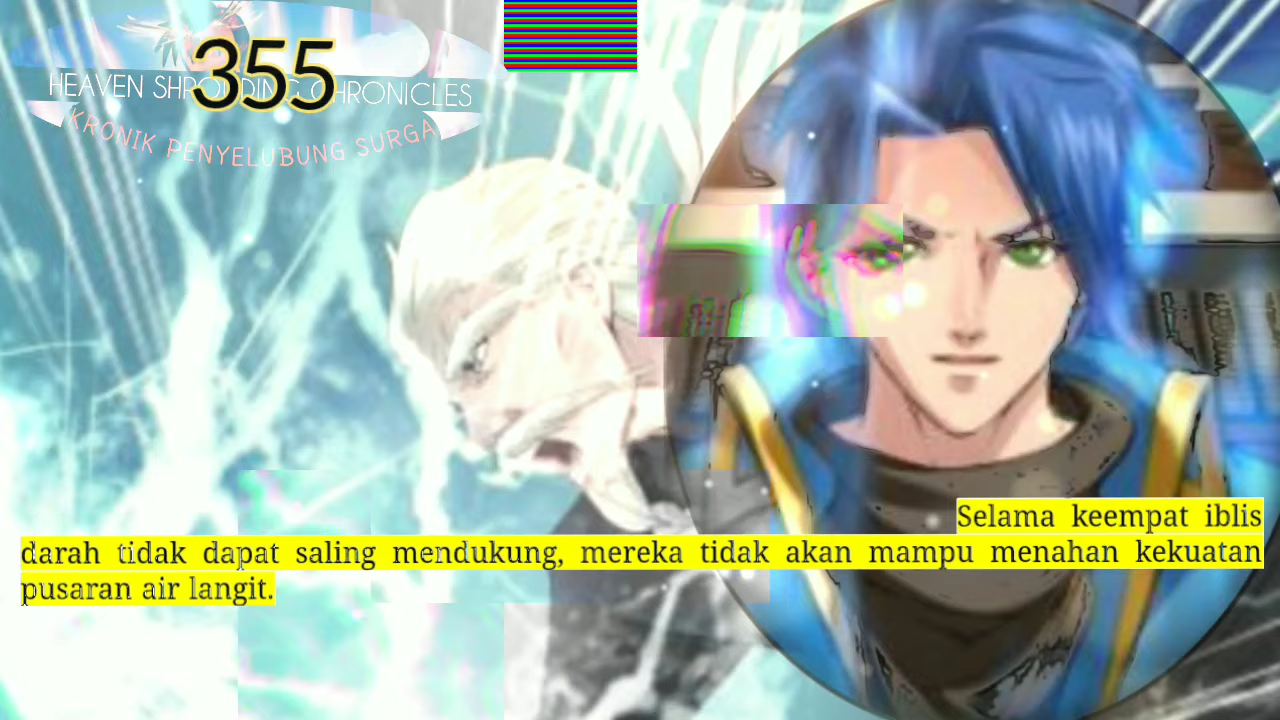 355
HEAVEN SHROUDING CHRONICLES
KRONIK PENYELUBUNG SURGA
Selama keempat iblis
darah tidak dapat saling mendukung, mereka tidak akan mampu menahan kekuatan
pusaran air langit.